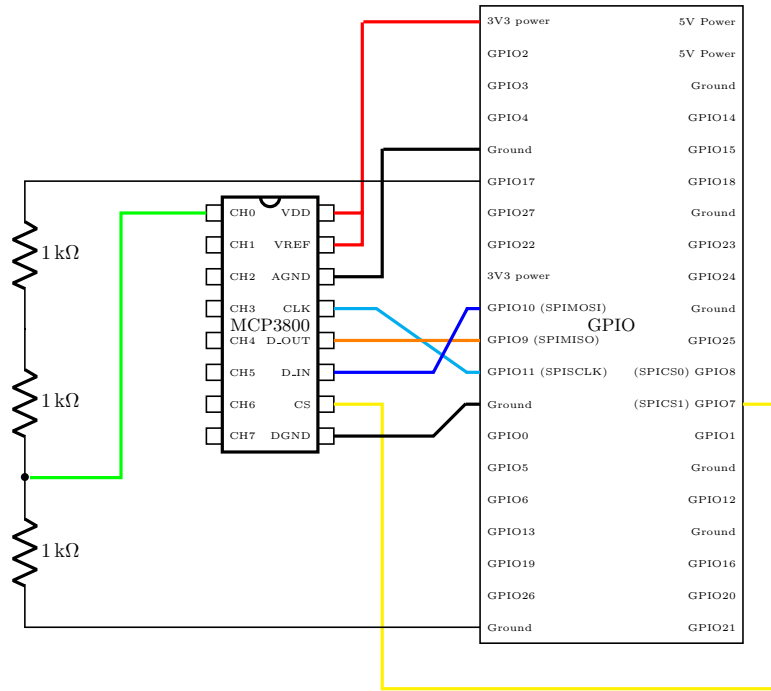 3V3 power 5V Power
GPIO2 5V Power
GPIO3 Ground
GPIO4 GPIO14
Ground GPIO15
GPIO17 GPIO18
CH0 VDD GPIO27 Ground
1 kΩ CH1 VREF GPIO22 GPIO23
CH2 AGND 3V3 power GPIO24
CH3 CLK GPIO10 (SPIMOSI) Ground
MCP3800 GPIO
CH4 D_OUT GPIO9 (SPIMISO) GPIO25
CH5 D_IN GPIO11 (SPISCLK) (SPICS0) GPIO8
1 kΩ CH6 CS Ground (SPICS1) GPIO7
CH7 DGND GPIO0 GPIO1
GPIO5 Ground
GPIO6 GPIO12
GPIO13 Ground
1 kΩ
GPIO19 GPIO16
GPIO26 GPIO20
Ground GPIO21